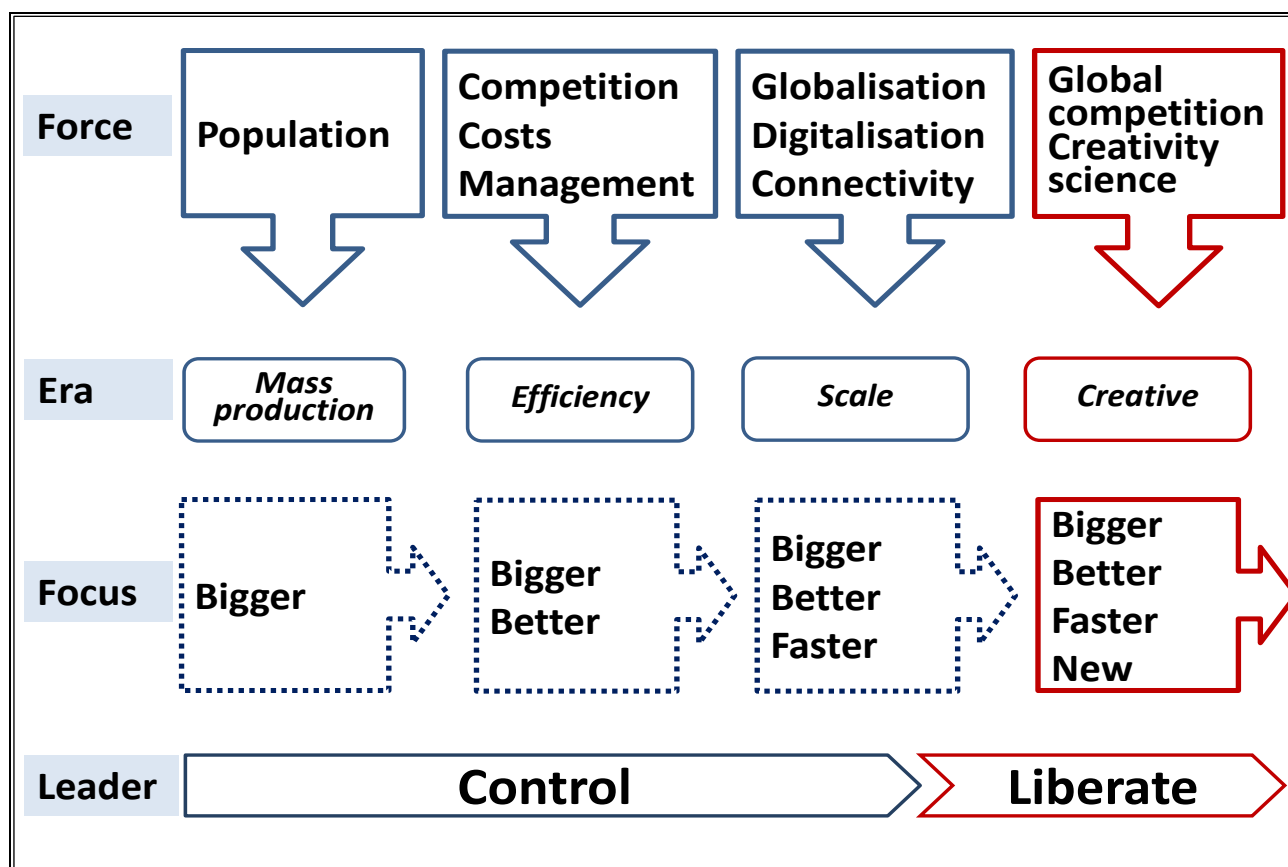 Force
Population
Competition
Costs
Management
Globalisation
Digitalisation
Connectivity
Global
competition
Creativity
science
Era
Mass
production
Efficiency
Scale
Creative
Focus
Bigger
Bigger
Better
Bigger
Better
Faster
Bigger
Better
Faster
New
Leader
Control
Liberate